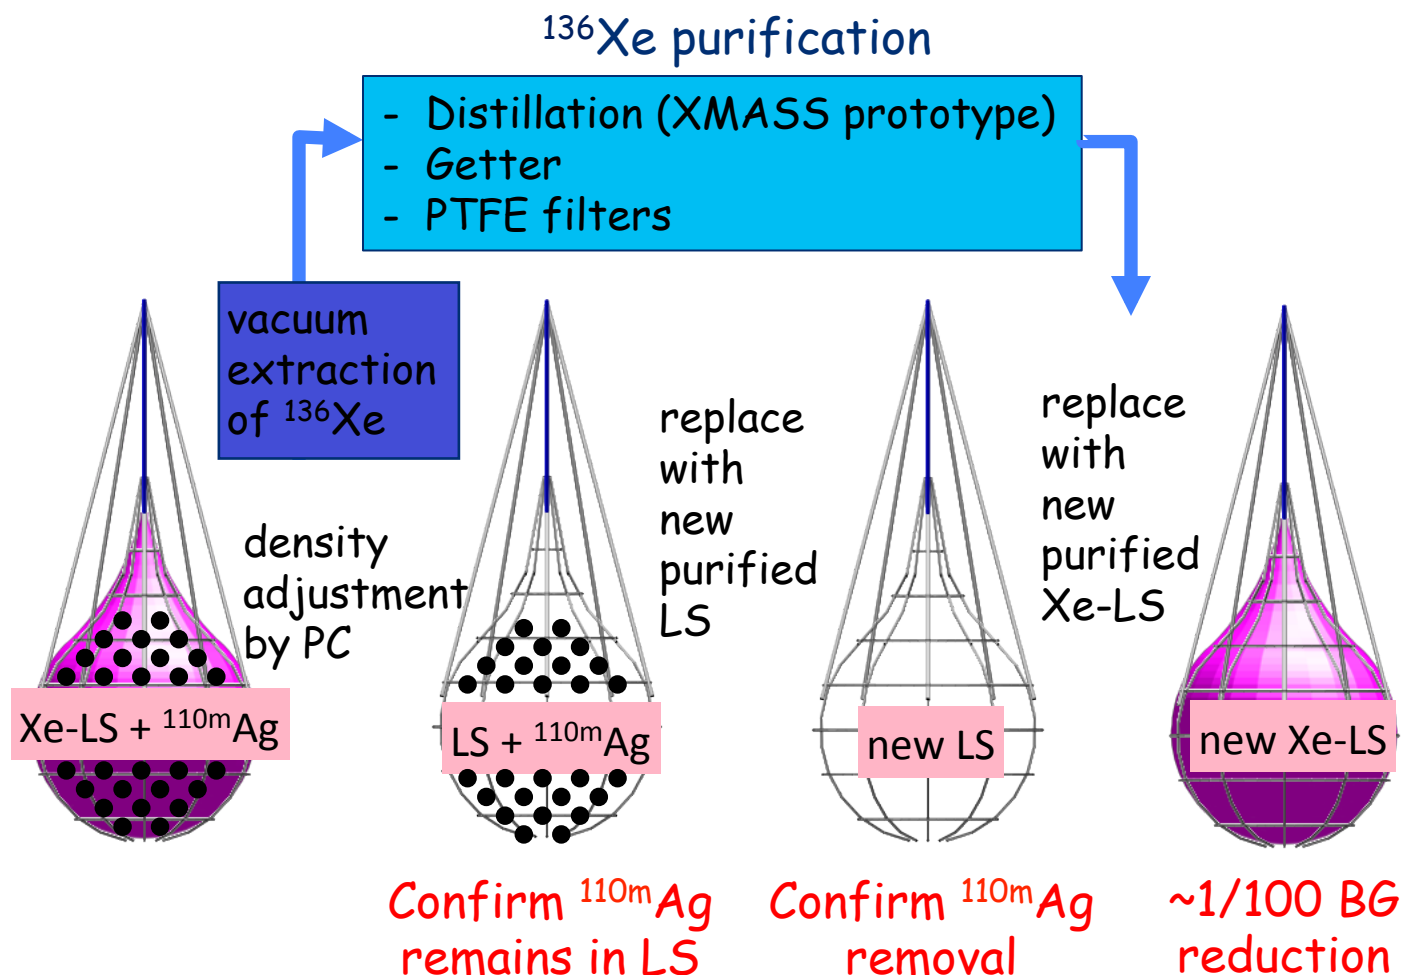 ¹³⁶Xe purification
- Distillation (XMASS prototype)
- Getter
- PTFE filters
vacuum
extraction
of ¹³⁶Xe
density
adjustment
by PC
replace
with
new
purified
LS
replace
with
new
purified
Xe-LS
Xe-LS + ¹¹⁰ᵐAg
LS + ¹¹⁰ᵐAg
new LS
new Xe-LS
Confirm ¹¹⁰ᵐAg
remains in LS
Confirm ¹¹⁰ᵐAg
removal
~1/100 BG
reduction